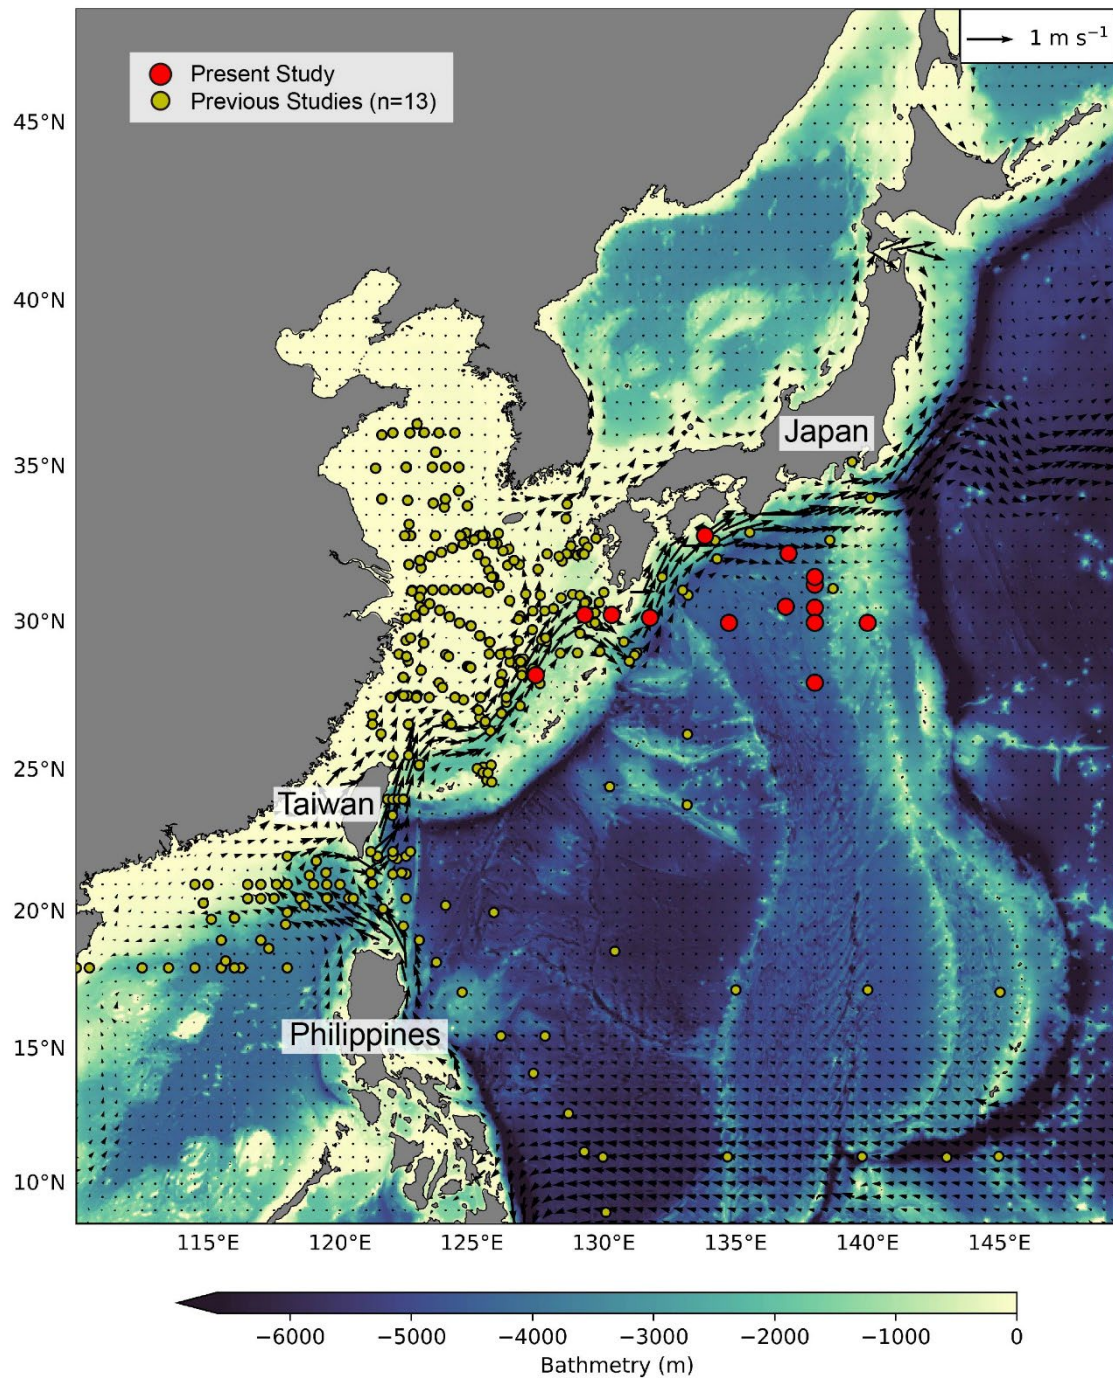 1 m s⁻¹
Present Study
Previous Studies (n=13)
45°N
40°N
Japan
35°N
30°N
25°N
Taiwan
20°N
Philippines
15°N
10°N
115°E 120°E 125°E 130°E 135°E 140°E 145°E
−6000 −5000 −4000 −3000 −2000 −1000 0
Bathmetry (m)